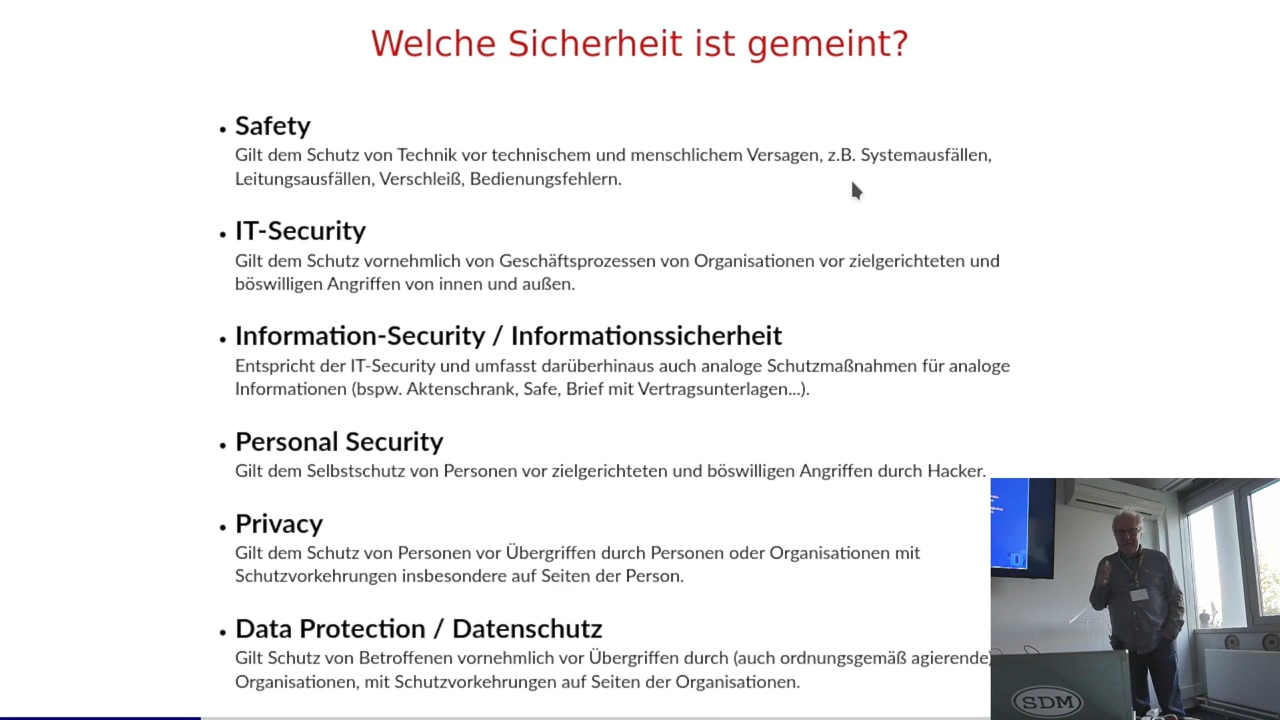 Welche Sicherheit ist gemeint?
• Safety
Gilt dem Schutz von Technik vor technischem und menschlichem Versagen, z.B. Systemausfällen,
Leitungsausfällen, Verschleiß, Bedienungsfehlern.
• IT-Security
Gilt dem Schutz vornehmlich von Geschäftsprozessen von Organisationen vor zielgerichteten und
böswilligen Angriffen von innen und außen.
• Information-Security / Informationssicherheit
Entspricht der IT-Security und umfasst darüberhinaus auch analoge Schutzmaßnahmen für analoge
Informationen (bspw. Aktenschrank, Safe, Brief mit Vertragsunterlagen...).
• Personal Security
Gilt dem Selbstschutz von Personen vor zielgerichteten und böswilligen Angriffen durch Hacker.
• Privacy
Gilt dem Schutz von Personen vor Übergriffen durch Personen oder Organisationen mit
Schutzvorkehrungen insbesondere auf Seiten der Person.
• Data Protection / Datenschutz
Gilt Schutz von Betroffenen vornehmlich vor Übergriffen durch (auch ordnungsgemäß agierende)
Organisationen, mit Schutzvorkehrungen auf Seiten der Organisationen.
SDM